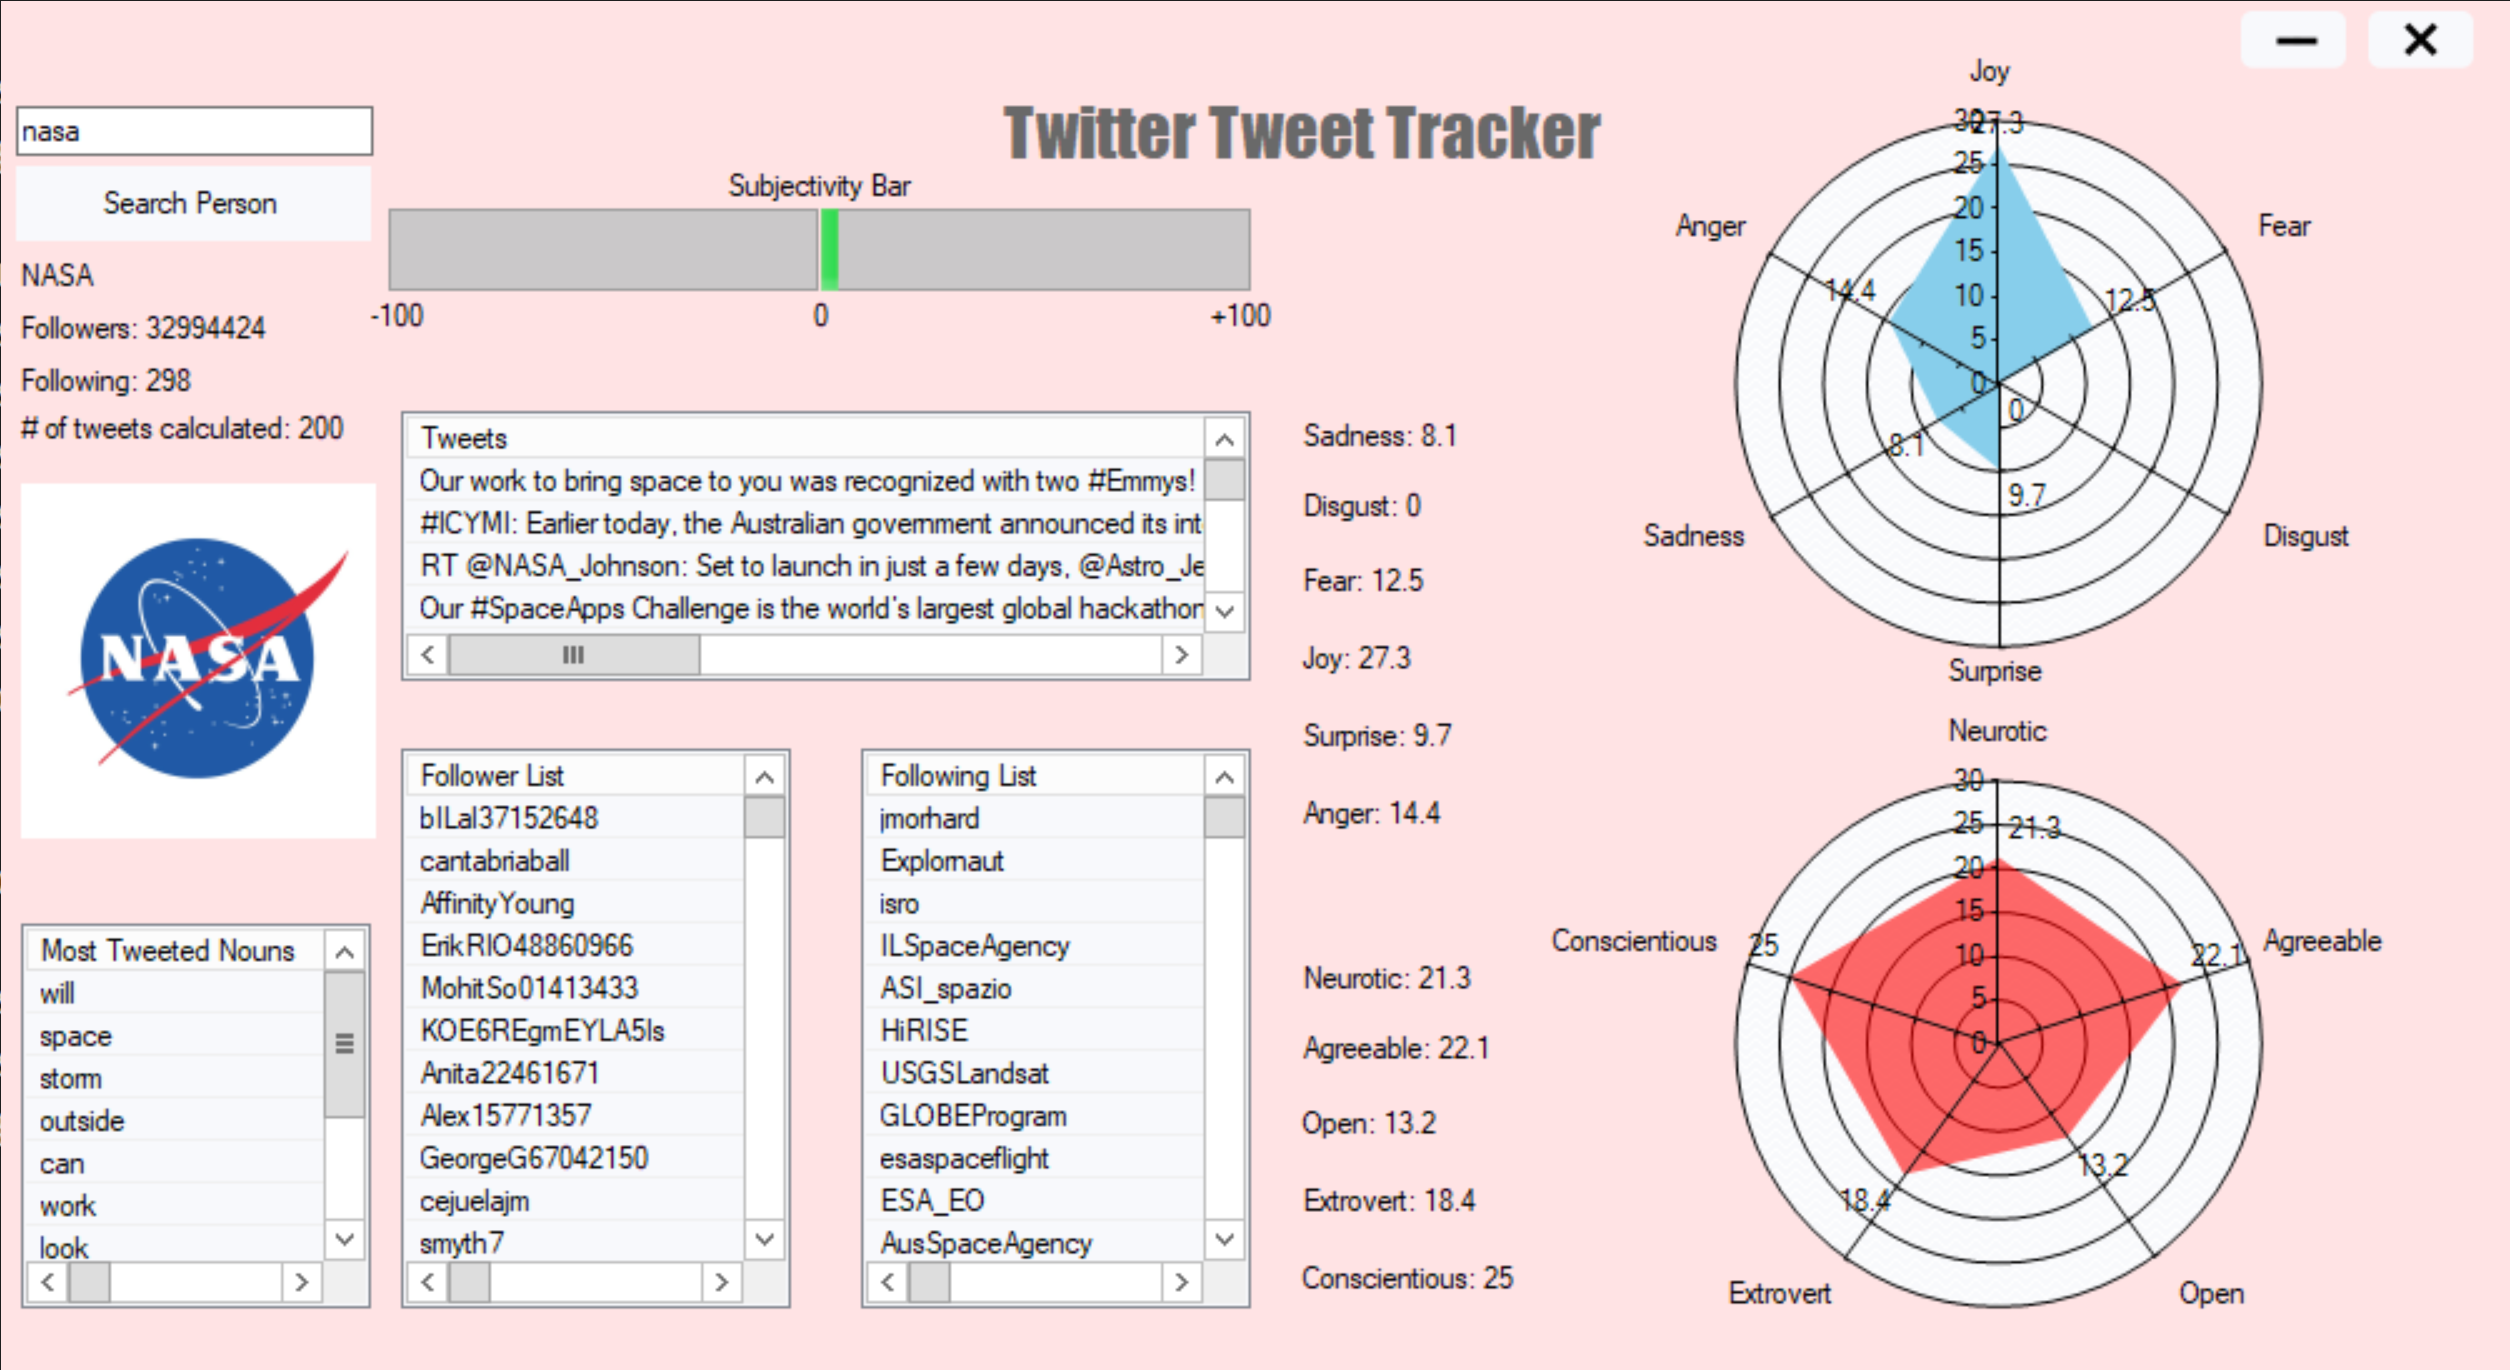 Twitter Tweet Tracker
nasa
Search Person
NASA
Followers: 32994424
Following: 298
# of tweets calculated: 200
NASA
Most Tweeted Nouns
will
space
storm
outside
can
work
look
Subjectivity Bar
-100 0 +100
Tweets
Our work to bring space to you was recognized with two #Emmys!
#ICYMI: Earlier today, the Australian government announced its int
RT @NASA_Johnson: Set to launch in just a few days, @Astro_Je
Our #SpaceApps Challenge is the world's largest global hackathon
Follower List
bILal37152648
cantabriaball
AffinityYoung
ErikRIO48860966
MohitSo01413433
KOE6REgmEYLA5ls
Anita22461671
Alex15771357
GeorgeG67042150
cejuelajm
smyth7
Following List
jmorhard
Explornaut
isro
ILSpaceAgency
ASI_spazio
HiRISE
USGSLandsat
GLOBEProgram
esaspaceflight
ESA_EO
AusSpaceAgency
Sadness: 8.1
Disgust: 0
Fear: 12.5
Joy: 27.3
Surprise: 9.7
Anger: 14.4
Neurotic: 21.3
Agreeable: 22.1
Open: 13.2
Extrovert: 18.4
Conscientious: 25
Joy
30 27.3
25
20
15
10
5
0
Anger
14.4
Fear
12.5
0
8.1
9.7
Sadness
Disgust
Surprise
Neurotic
30
25 21.3
20
15
10
5
0
Conscientious 25
22.1 Agreeable
13.2
18.4
Extrovert
Open